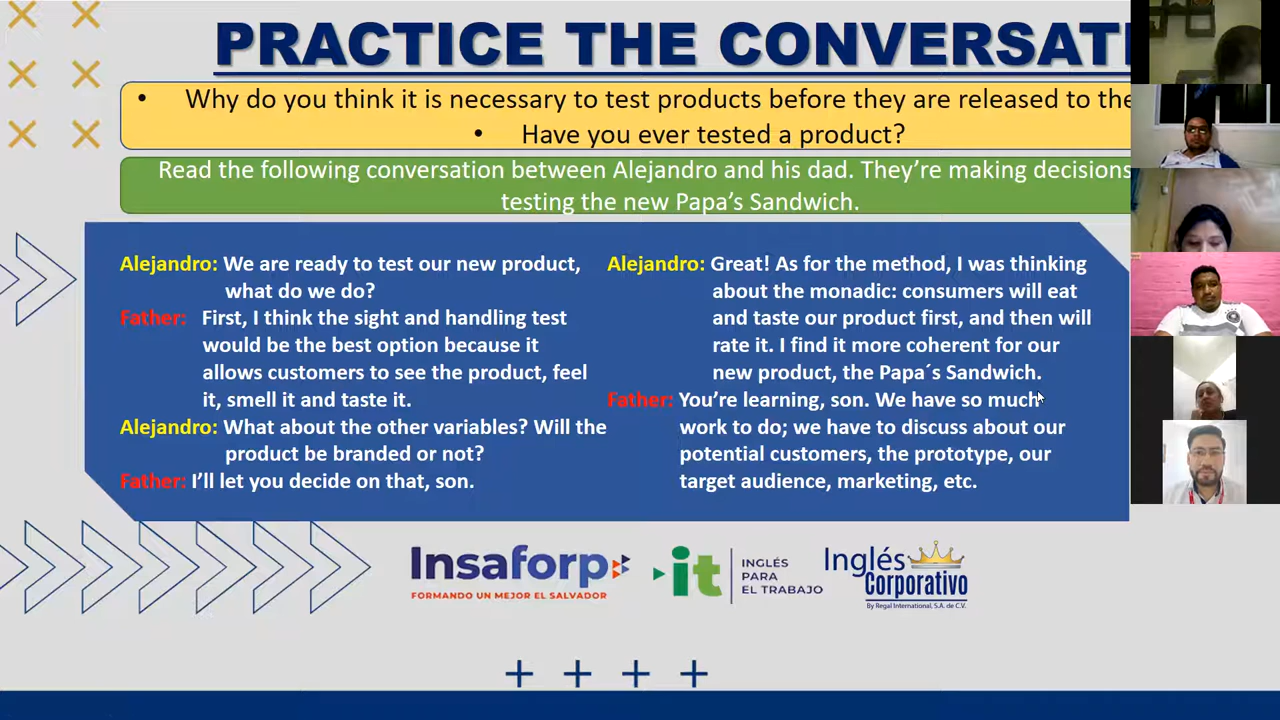 PRACTICE THE CONVERSAT
• Why do you think it is necessary to test products before they are released to the
• Have you ever tested a product?
Read the following conversation between Alejandro and his dad. They're making decisions
testing the new Papa's Sandwich.
Alejandro: We are ready to test our new product,
what do we do?
Father: First, I think the sight and handling test
would be the best option because it
allows customers to see the product, feel
it, smell it and taste it.
Alejandro: What about the other variables? Will the
product be branded or not?
Father: I'll let you decide on that, son.
Alejandro: Great! As for the method, I was thinking
about the monadic: consumers will eat
and taste our product first, and then will
rate it. I find it more coherent for our
new product, the Papa´s Sandwich.
Father: You're learning, son. We have so much
work to do; we have to discuss about our
potential customers, the prototype, our
target audience, marketing, etc.
Insaforp
FORMANDO UN MEJOR EL SALVADOR
it
INGLÉS
PARA
EL TRABAJO
Inglés
Corporativo
By Regal International, S.A. de C.V.